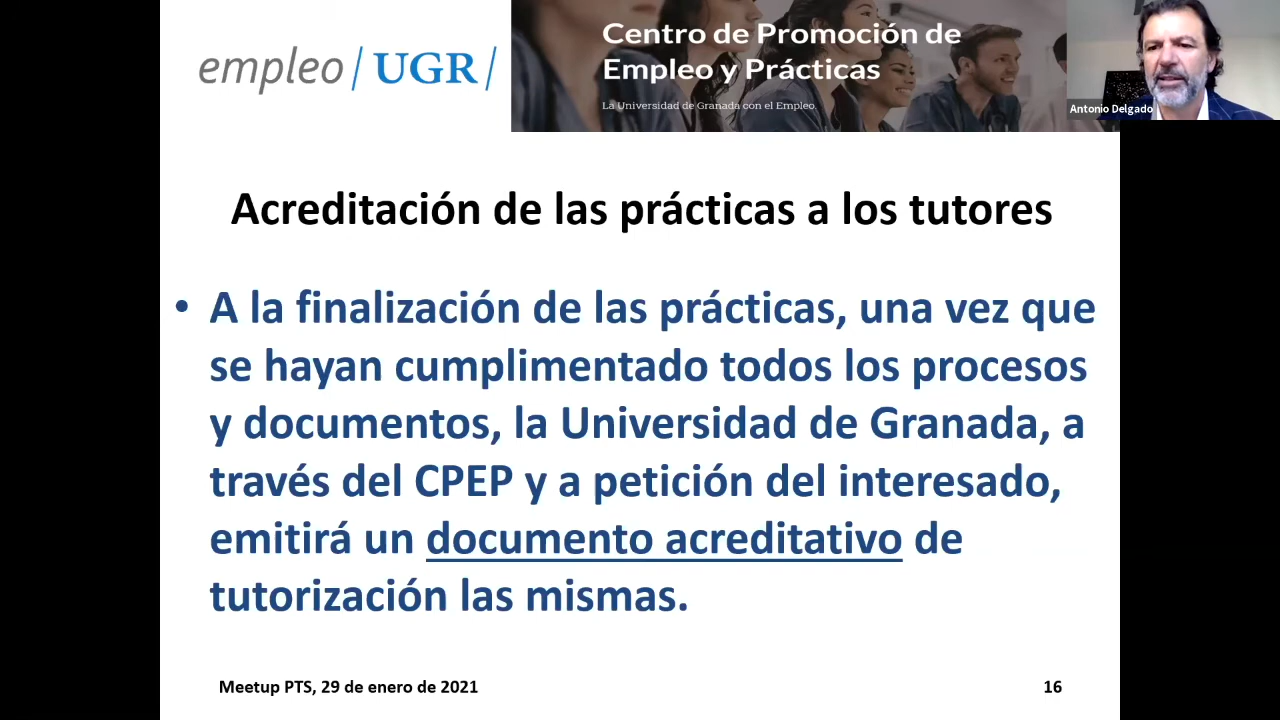 empleo/UGR/
Centro de Promoción de
Empleo y Prácticas
La Universidad de Granada con el Empleo.
Antonio Delgado
Acreditación de las prácticas a los tutores
• A la finalización de las prácticas, una vez que
se hayan cumplimentado todos los procesos
y documentos, la Universidad de Granada, a
través del CPEP y a petición del interesado,
emitirá un documento acreditativo de
tutorización las mismas.
Meetup PTS, 29 de enero de 2021
16